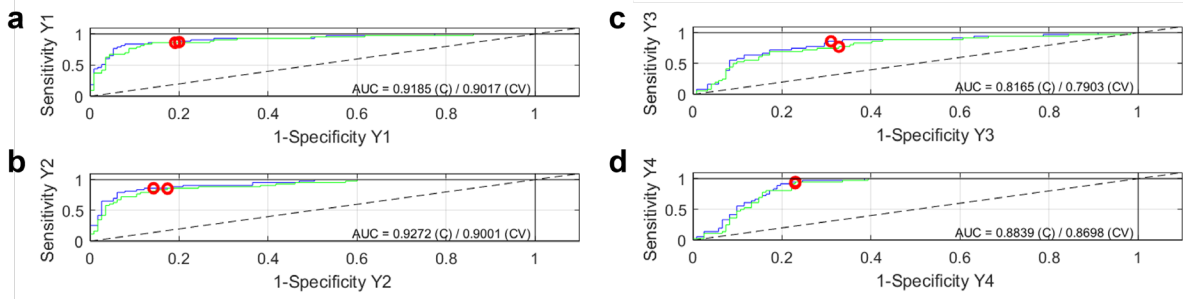 a
Sensitivity Y1
1
0.5
0
AUC = 0.9185 (C) / 0.9017 (CV)
0 0.2 0.4 0.6 0.8 1
1-Specificity Y1
b
Sensitivity Y2
1
0.5
0
AUC = 0.9272 (C) / 0.9001 (CV)
0 0.2 0.4 0.6 0.8 1
1-Specificity Y2
c
Sensitivity Y3
1
0.5
0
AUC = 0.8165 (C) / 0.7903 (CV)
0 0.2 0.4 0.6 0.8 1
1-Specificity Y3
d
Sensitivity Y4
1
0.5
0
AUC = 0.8839 (C) / 0.8698 (CV)
0 0.2 0.4 0.6 0.8 1
1-Specificity Y4